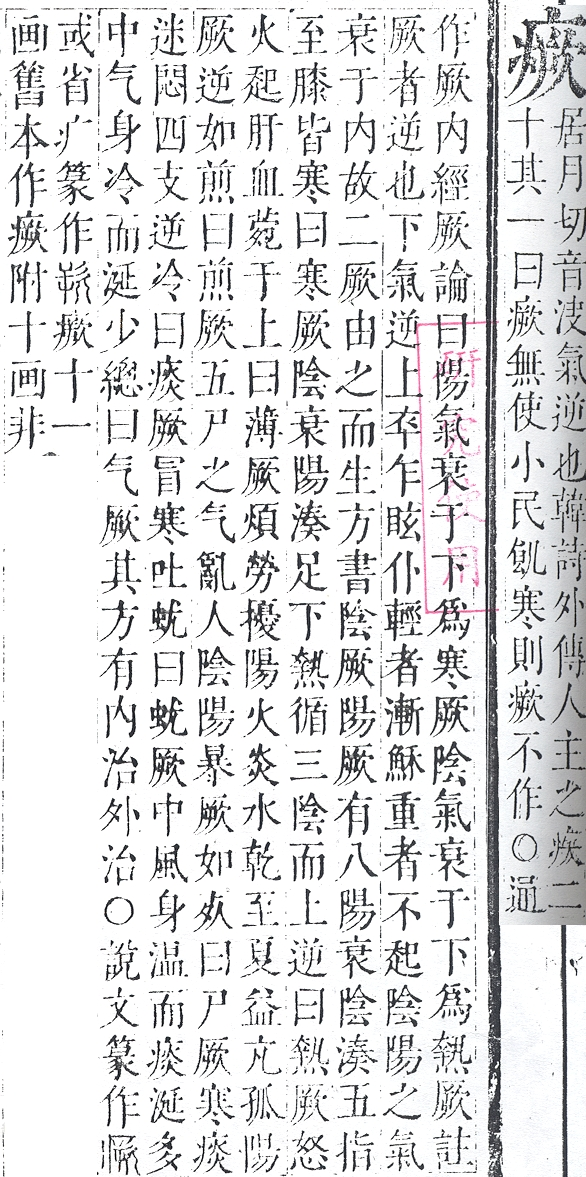 瘚
居月切音决氣逆也韓詩外傳人主之疾
十其一曰瘚無使小民飢寒則瘚不作○通
作厥内經厥論曰陽氣衰于下爲寒厥陰氣衰于下爲熱厥註
厥者逆也下氣逆上卒乍眩仆輕者漸穌重者不起陰陽之氣
衰于内故二厥由之而生方書陰厥陽厥有八陽衰陰湊五指
至膝皆寒曰寒厥陰衰陽湊足下熱循三陰而上逆曰熱厥怒
火起肝血菀于上曰薄厥煩勞擾陽火炎水乾至夏益亢孤陽
厥逆如煎曰煎厥五尸之气亂人陰陽暴厥如死曰尸厥寒痰
迷悶四支逆冷曰痰厥冒寒吐蚘曰蚘厥中風身溫而痰涎多
中气身冷而涎少緫曰气厥其方有内治外治○說文篆作瘚
或省疒篆作欮瘚十一
画舊本作瘚附十画非
研究使用